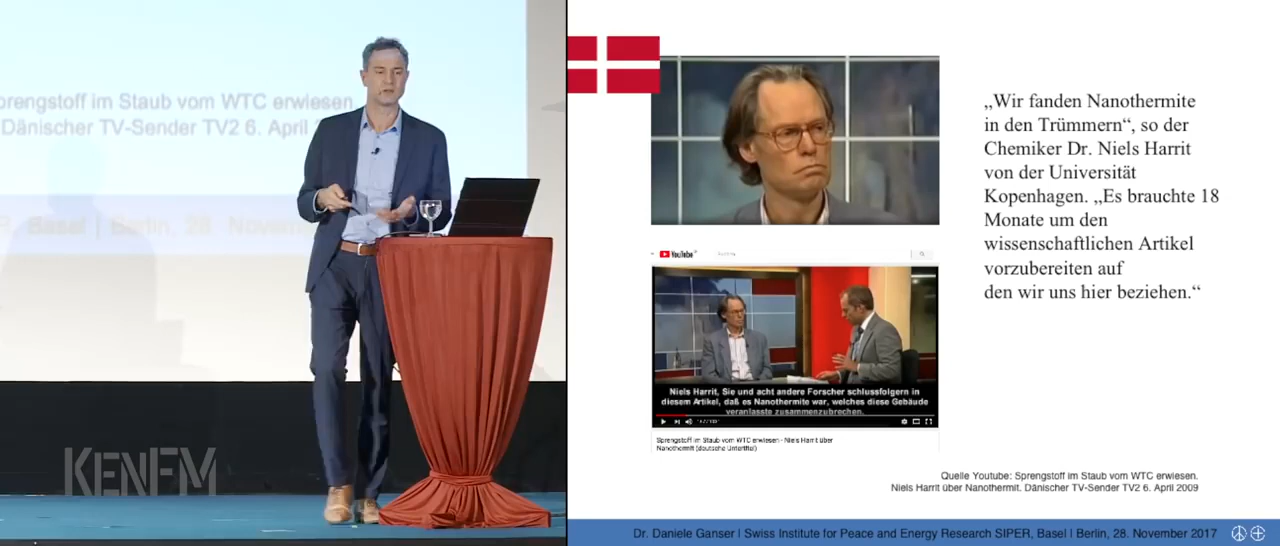 prengstoff im Staub vom WTC erwiesen
Dänischer TV-Sender TV2 6. April
Basel | Berlin, 28. Novem
KENFM
„Wir fanden Nanothermite
in den Trümmern“, so der
Chemiker Dr. Niels Harrit
von der Universität
Kopenhagen. „Es brauchte 18
Monate um den
wissenschaftlichen Artikel
vorzubereiten auf
den wir uns hier beziehen.“
YouTube
Niels Harrit, Sie und acht andere Forscher schlussfolgern in
diesem Artikel, daß es Nanothermite war, welches diese Gebäude
veranlasste zusammenzubrechen.
Sprengstoff im Staub vom WTC erwiesen - Niels Harrit über
Nanothermit (deutsche Untertitel)
Quelle Youtube: Sprengstoff im Staub vom WTC erwiesen.
Niels Harrit über Nanothermit. Dänischer TV-Sender TV2 6. April 2009
Dr. Daniele Ganser | Swiss Institute for Peace and Energy Research SIPER, Basel | Berlin, 28. November 2017